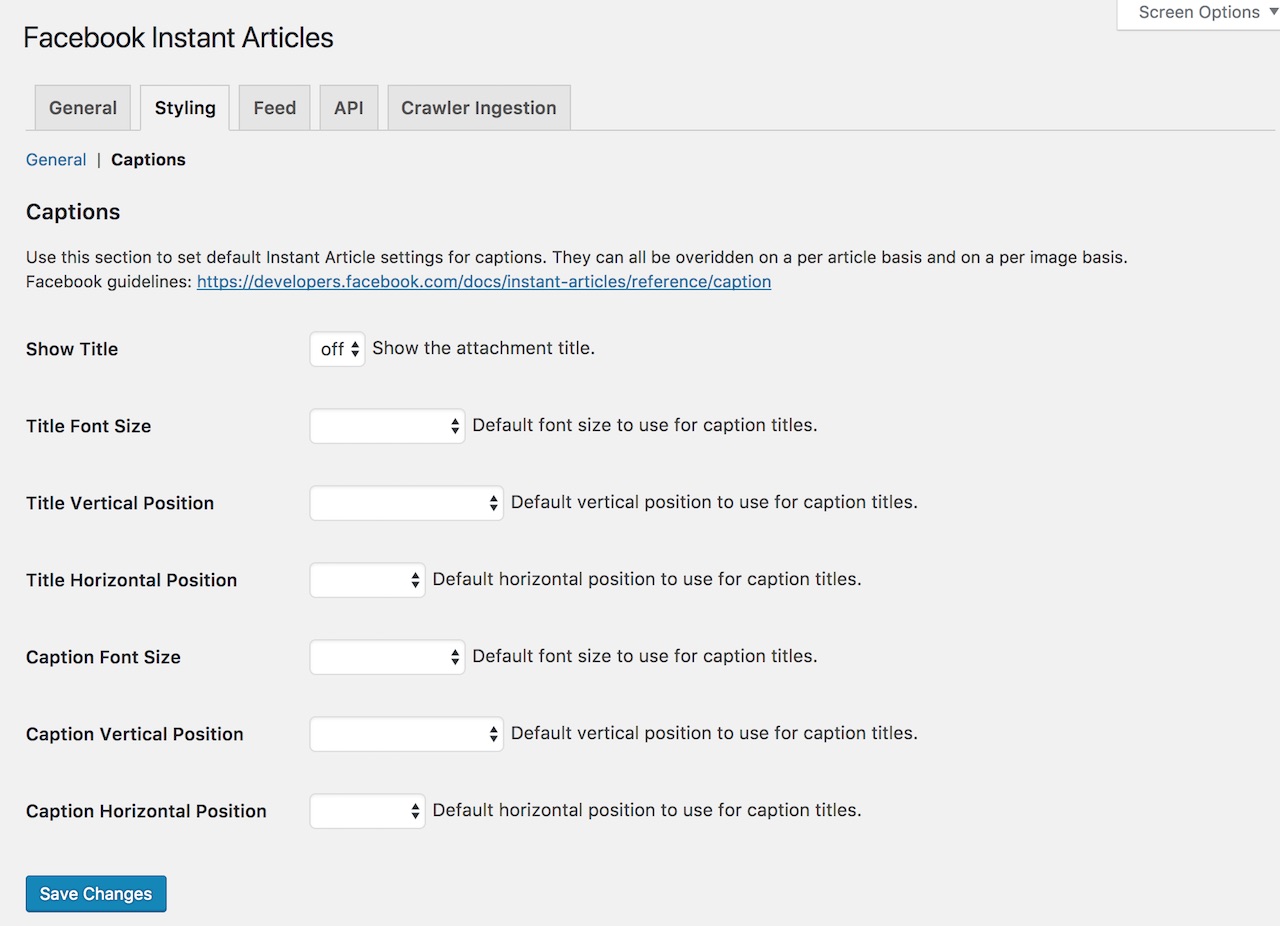 Screen Options
Facebook Instant Articles
General Styling Feed API Crawler Ingestion
General | Captions
Captions
Use this section to set default Instant Article settings for captions. They can all be overidden on a per article basis and on a per image basis.
Facebook guidelines: https://developers.facebook.com/docs/instant-articles/reference/caption
Show Title off Show the attachment title.
Title Font Size Default font size to use for caption titles.
Title Vertical Position Default vertical position to use for caption titles.
Title Horizontal Position Default horizontal position to use for caption titles.
Caption Font Size Default font size to use for caption titles.
Caption Vertical Position Default vertical position to use for caption titles.
Caption Horizontal Position Default horizontal position to use for caption titles.
Save Changes